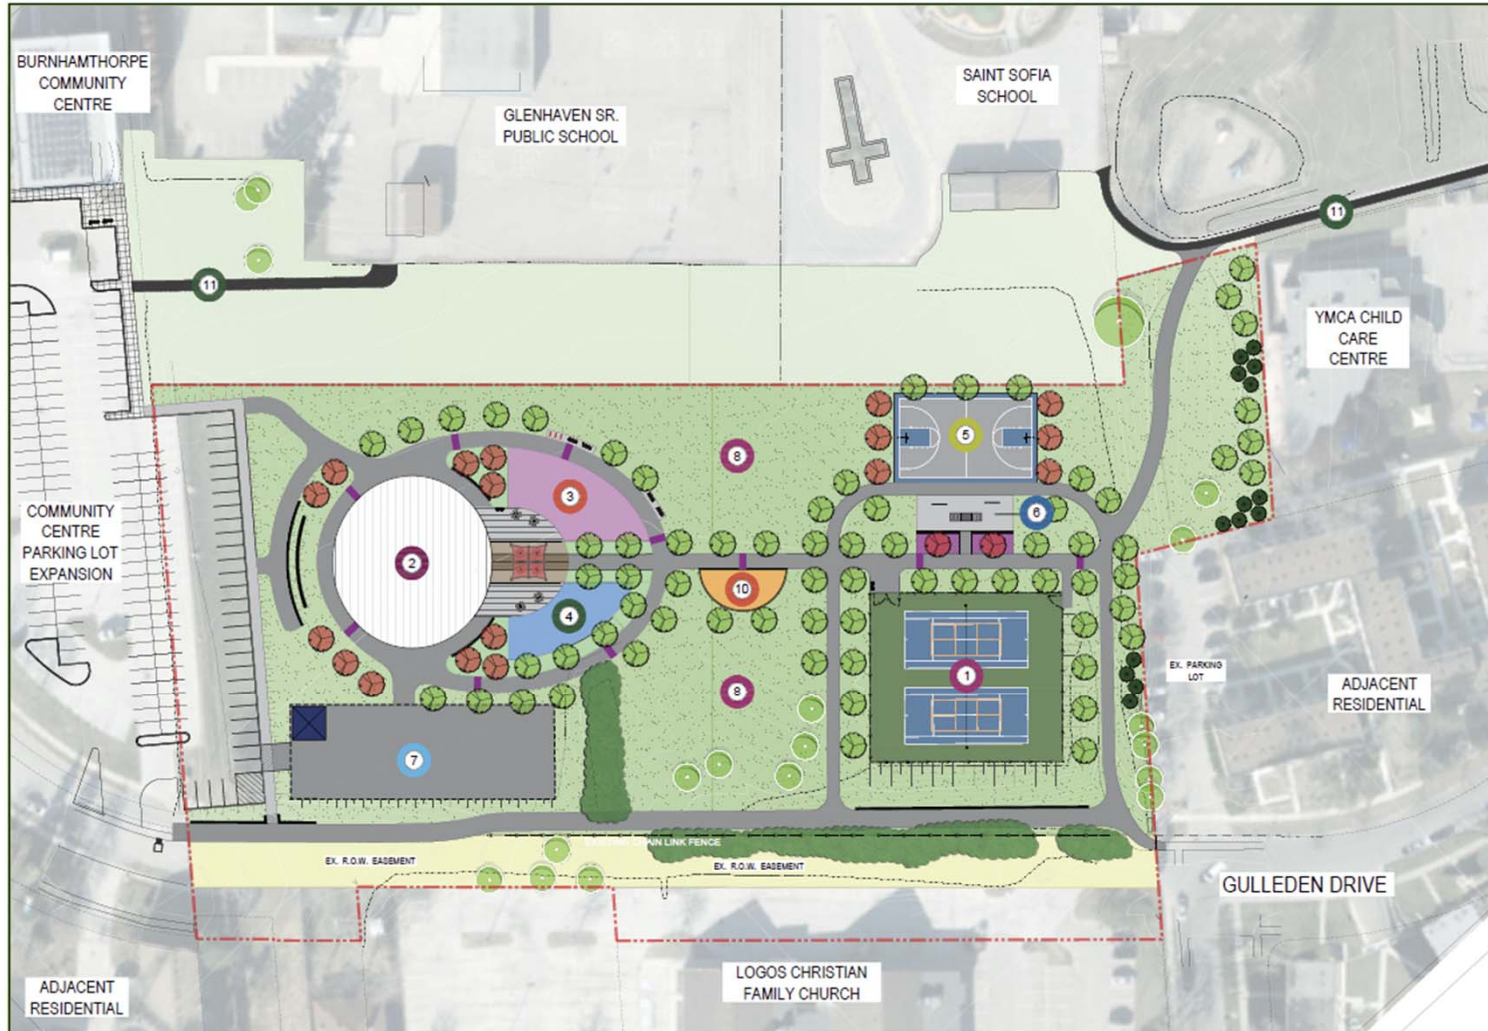 BURNHAMTHORPE
COMMUNITY
CENTRE
GLENHAVEN SR.
PUBLIC SCHOOL
SAINT SOFIA
SCHOOL
11
11
YMCA CHILD
CARE
CENTRE
5
8
3
6
COMMUNITY
CENTRE
PARKING LOT
EXPANSION
2
10
4
1
EX. PARKING
LOT
8
ADJACENT
RESIDENTIAL
7
EXISTING CHAIN LINK FENCE
EX. R.O.W. EASEMENT
EX. R.O.W. EASEMENT
GULLEDEN DRIVE
LOGOS CHRISTIAN
FAMILY CHURCH
ADJACENT
RESIDENTIAL